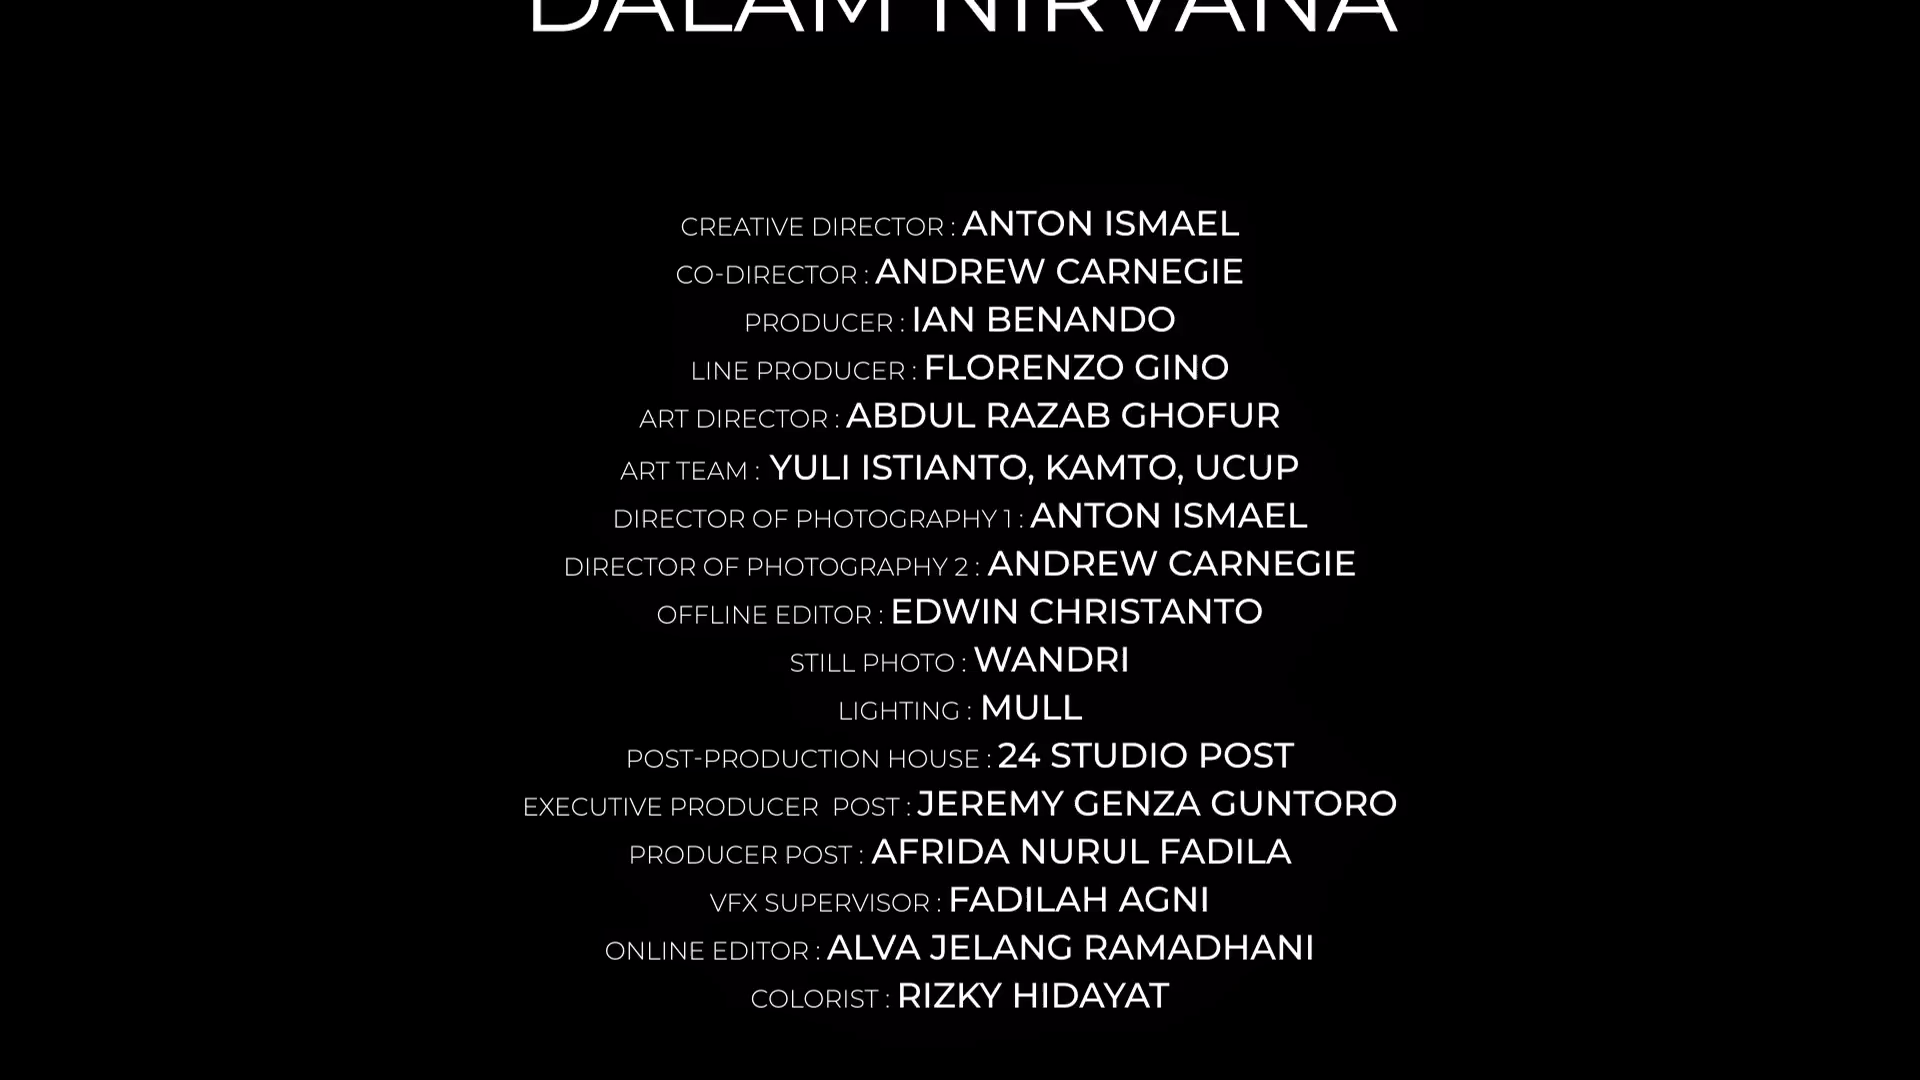 DALAM NIRVANA
CREATIVE DIRECTOR : ANTON ISMAEL
CO-DIRECTOR : ANDREW CARNEGIE
PRODUCER : IAN BENANDO
LINE PRODUCER : FLORENZO GINO
ART DIRECTOR : ABDUL RAZAB GHOFUR
ART TEAM : YULI ISTIANTO, KAMTO, UCUP
DIRECTOR OF PHOTOGRAPHY 1 : ANTON ISMAEL
DIRECTOR OF PHOTOGRAPHY 2 : ANDREW CARNEGIE
OFFLINE EDITOR : EDWIN CHRISTANTO
STILL PHOTO : WANDRI
LIGHTING : MULL
POST-PRODUCTION HOUSE : 24 STUDIO POST
EXECUTIVE PRODUCER  POST : JEREMY GENZA GUNTORO
PRODUCER POST : AFRIDA NURUL FADILA
VFX SUPERVISOR : FADILAH AGNI
ONLINE EDITOR : ALVA JELANG RAMADHANI
COLORIST : RIZKY HIDAYAT